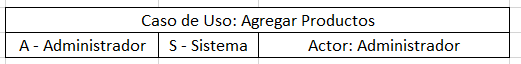 Caso de Uso: Agregar Productos
A - Administrador S - Sistema Actor: Administrador